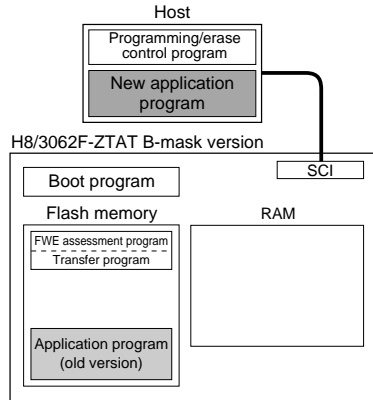 Host
Programming/erase
control program
New application
program
H8/3062F-ZTAT B-mask version
SCI
Boot program
Flash memory
RAM
FWE assessment program
Transfer program
Application program
(old version)